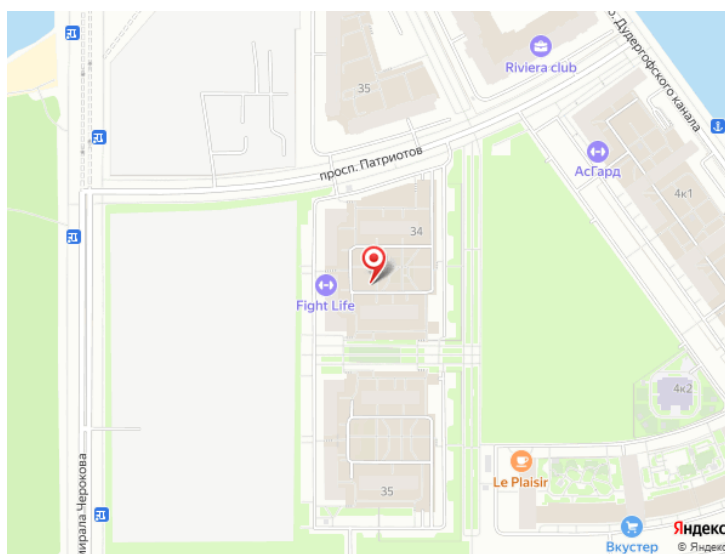 Riviera club
35
б. Дудергофского канала
просп. Патриотов
АсГард
4к1
34
Fight Life
4к2
Le Plaisir
35
мирала Черокова
Вкустер
Яндекс
© Яндекс